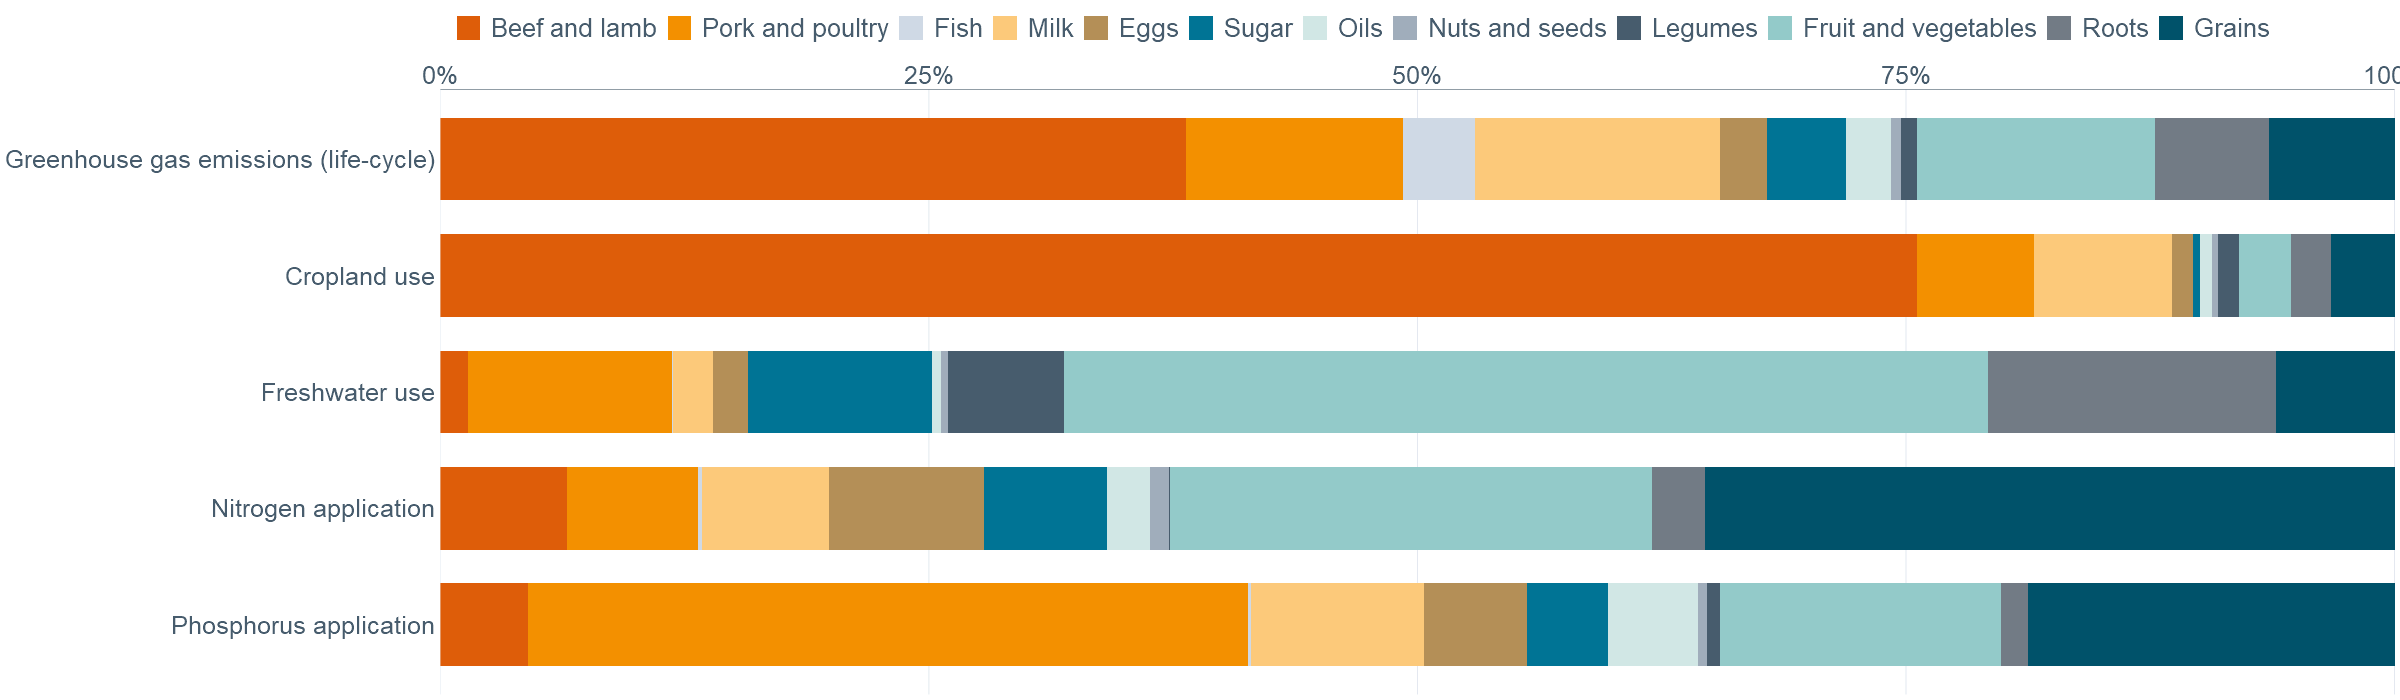 Beef and lamb Pork and poultry Fish Milk Eggs Sugar Oils Nuts and seeds Legumes Fruit and vegetables Roots Grains
0% 25% 50% 75% 100
Greenhouse gas emissions (life-cycle)
Cropland use
Freshwater use
Nitrogen application
Phosphorus application